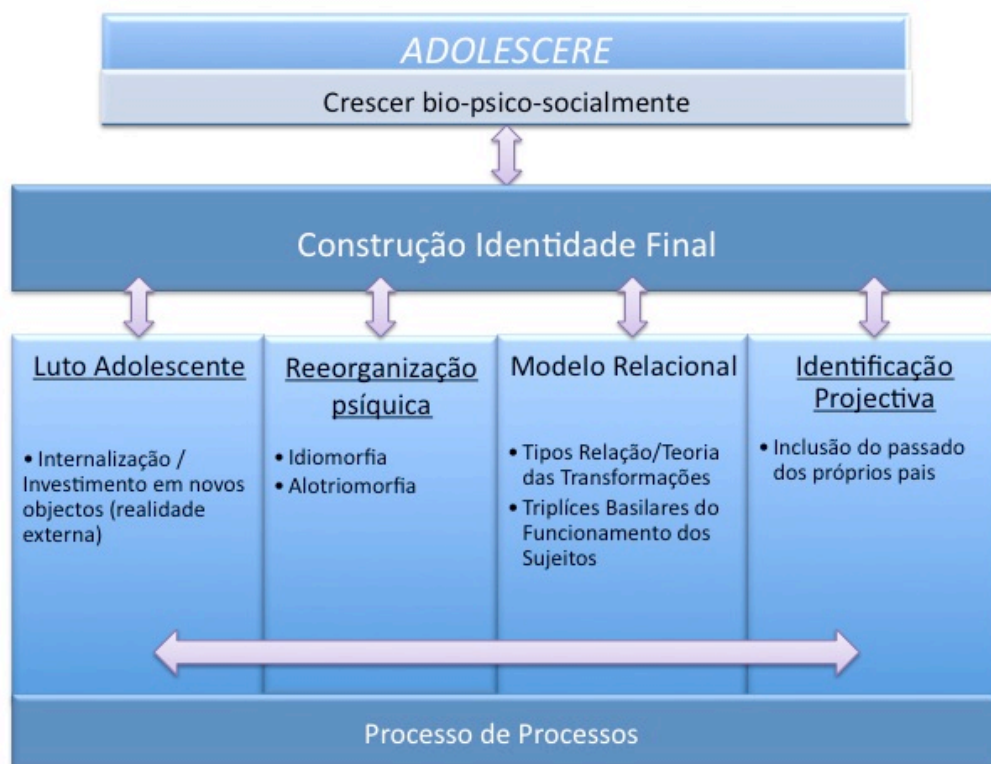 ADOLESCERE
Crescer bio-psico-socialmente
Construção Identidade Final
Luto Adolescente
• Internalização /
Investimento em novos
objectos (realidade
externa)
Reeorganização
psíquica
• Idiomorfia
• Alotriomorfia
Modelo Relacional
• Tipos Relação/Teoria
das Transformações
• Triplíces Basilares do
Funcionamento dos
Sujeitos
Identificação
Projectiva
• Inclusão do passado
dos próprios pais
Processo de Processos